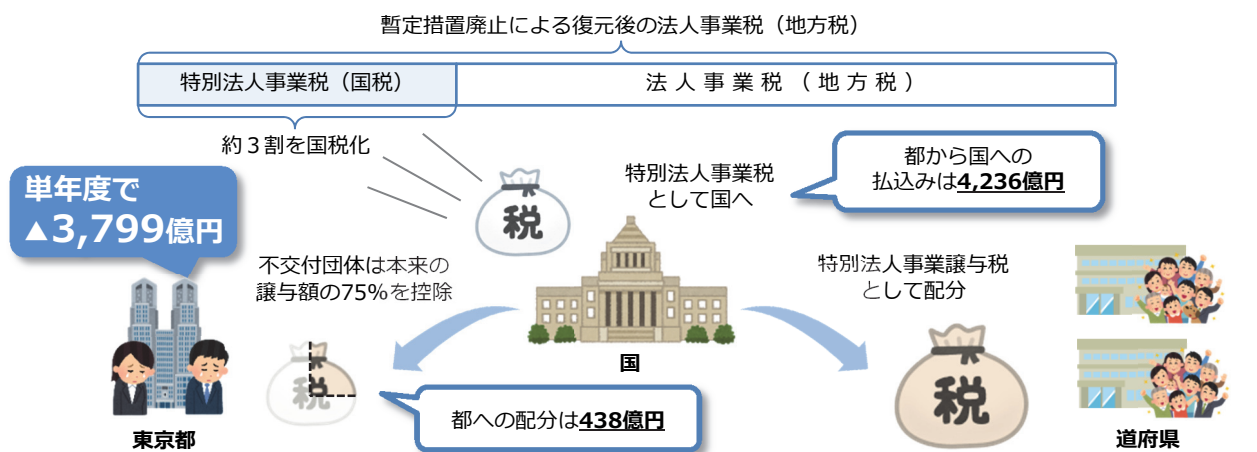 暫定措置廃止による復元後の法人事業税（地方税）
特別法人事業税（国税）
法人事業税（地方税）
約３割を国税化
単年度で
▲3,799億円
特別法人事業税
として国へ
都から国への
払込みは4,236億円
税
不交付団体は本来の
譲与額の75%を控除
特別法人事業譲与税
として配分
国
税
都への配分は438億円
税
東京都
道府県